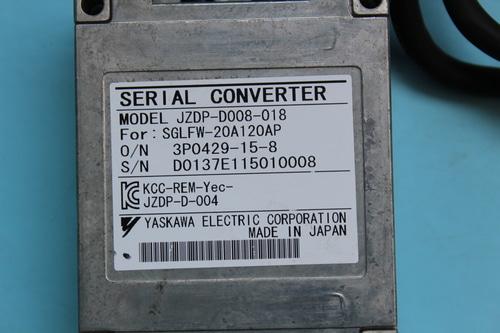 SERIAL CONVERTER
MODEL JZDP-D008-018
For: SGLFW-20A120AP
O/N 3P0429-15-8
S/N D0137E115010008
KCC-REM-Yec-
JZDP-D-004
YASKAWA ELECTRIC CORPORATION
MADE IN JAPAN